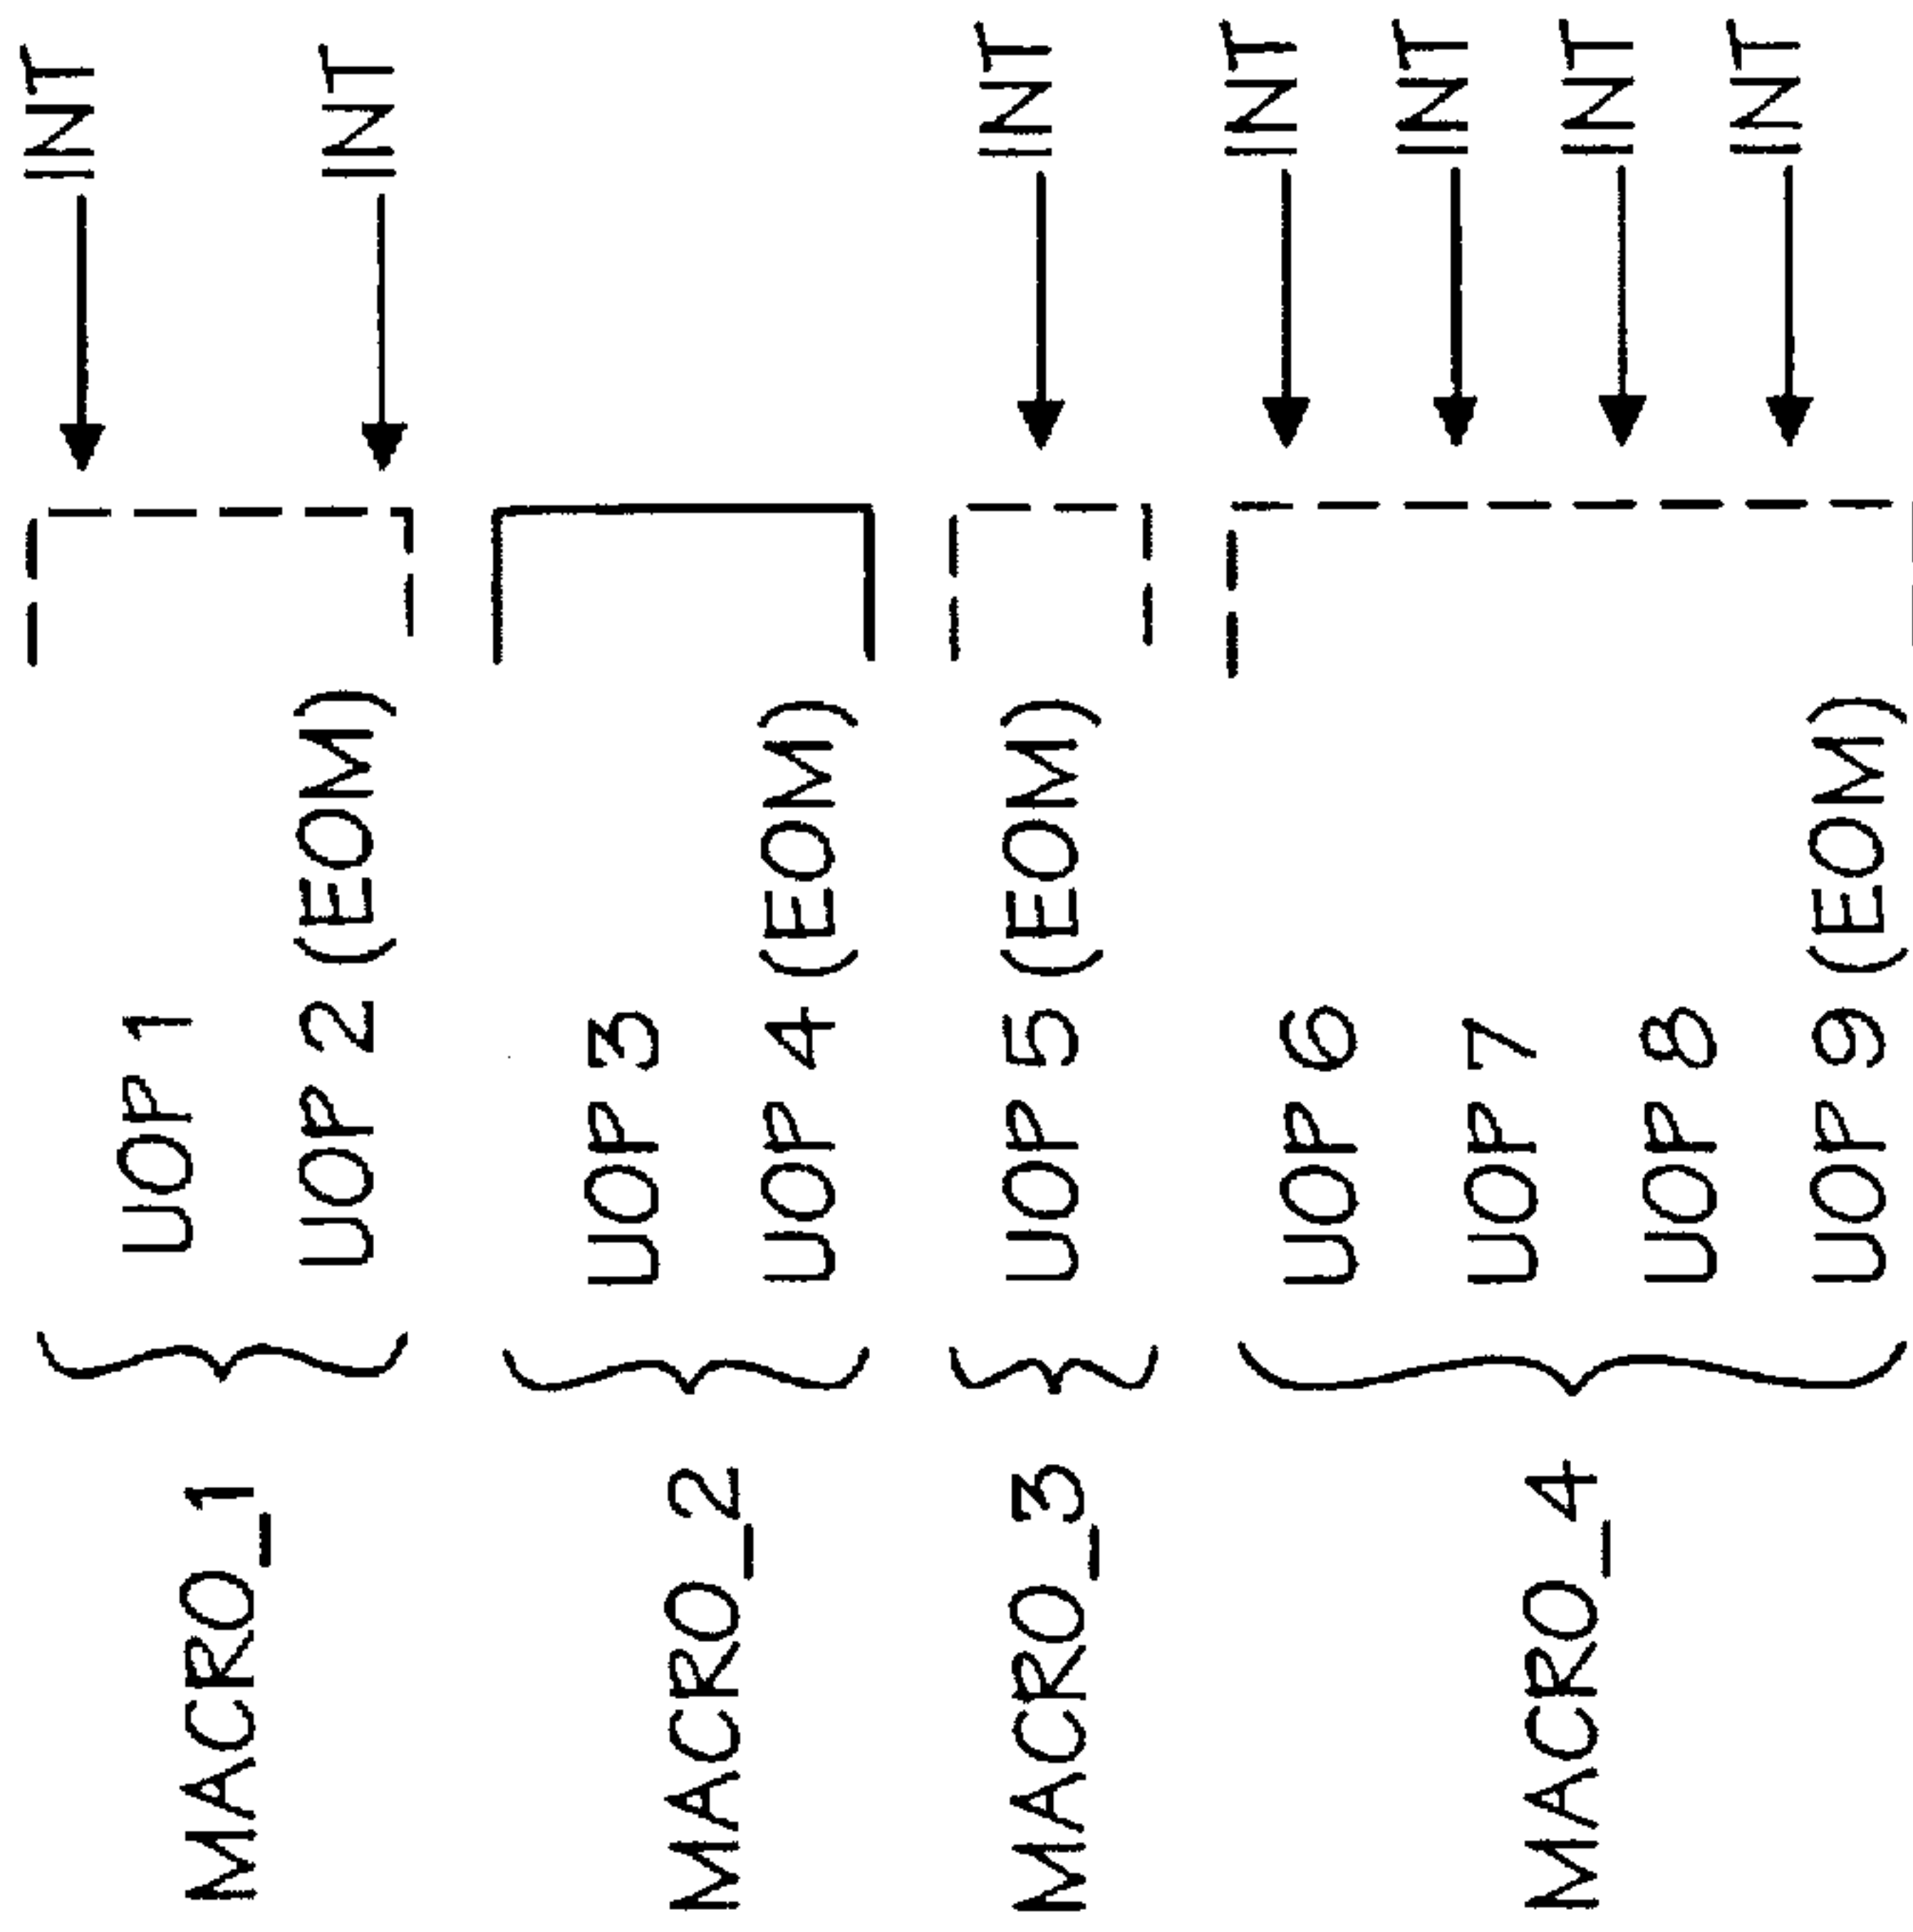 INT
INT
INT
INT
INT
INT
INT
UOP 1
UOP 2 (EOM)
UOP 3
UOP 4 (EOM)
UOP 5 (EOM)
UOP 6
UOP 7
UOP 8
UOP 9 (EOM)
MACRO_1
MACRO_2
MACRO_3
MACRO_4